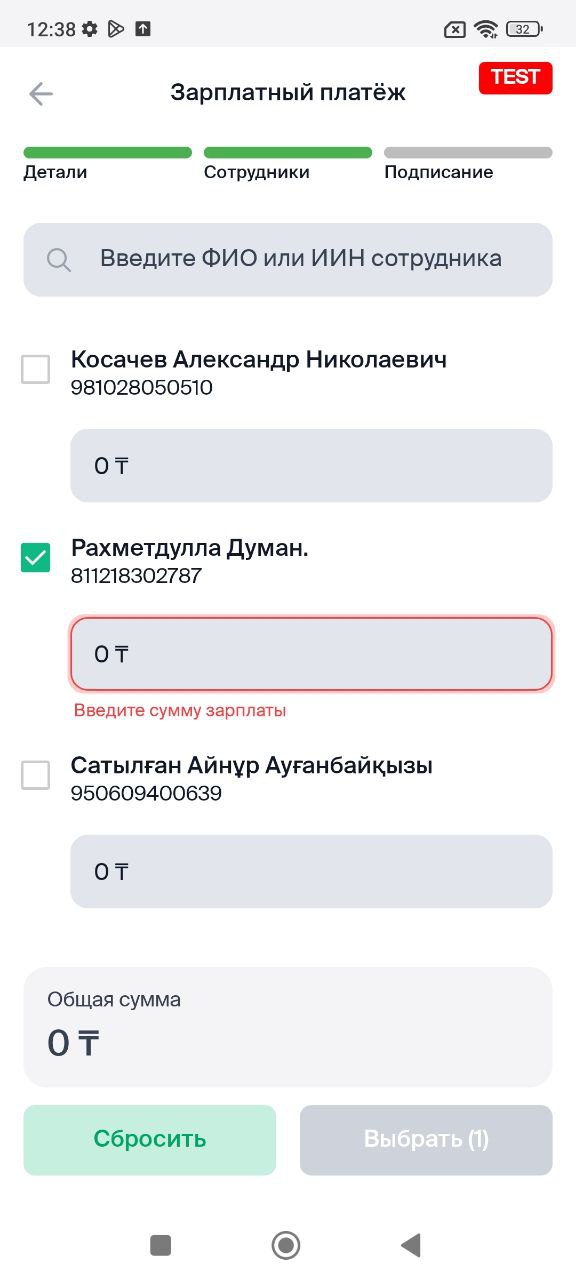 12:38
32
TEST
Зарплатный платёж
Детали
Сотрудники
Подписание
Введите ФИО или ИИН сотрудника
Косачев Александр Николаевич
981028050510
0 ₸
Рахметдулла Думан.
811218302787
0 ₸
Введите сумму зарплаты
Сатылған Айнұр Ауғанбайқызы
950609400639
0 ₸
Общая сумма
0 ₸
Сбросить
Выбрать (1)